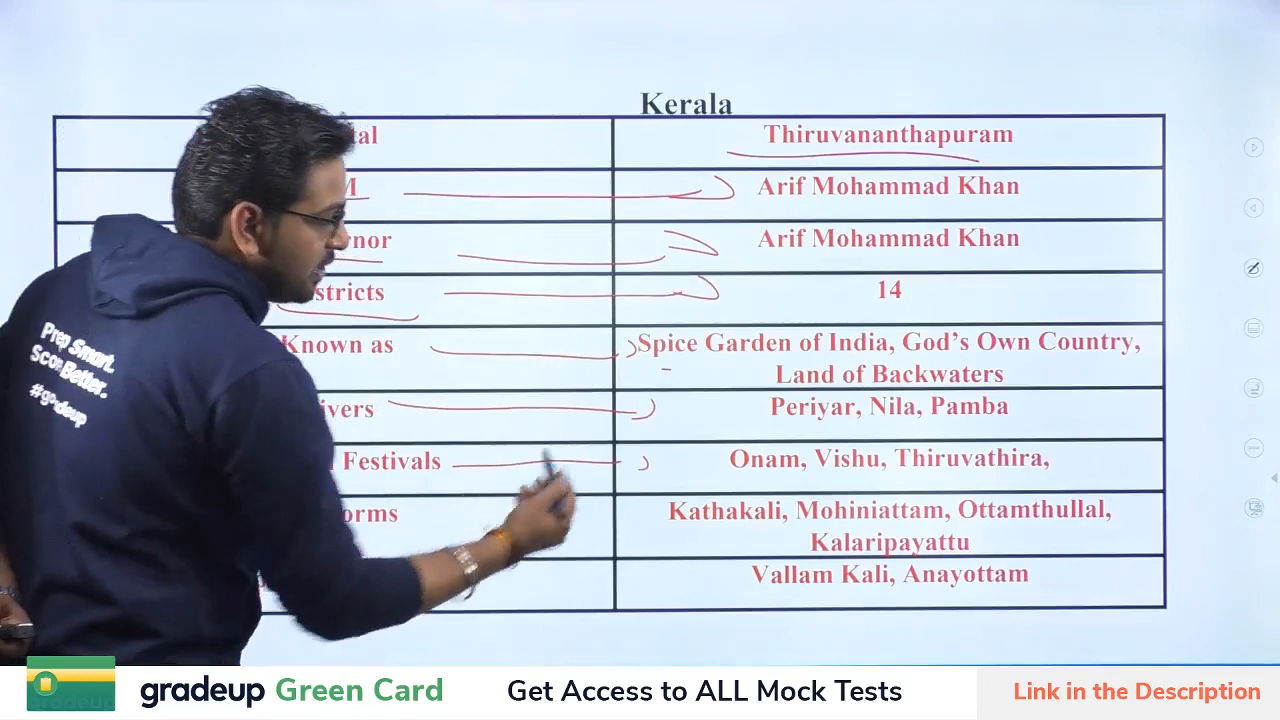 Kerala
tal Thiruvananthapuram
M Arif Mohammad Khan
rnor Arif Mohammad Khan
stricts 14
Known as Spice Garden of India, God's Own Country,
Land of Backwaters
ivers Periyar, Nila, Pamba
Festivals Onam, Vishu, Thiruvathira,
orms Kathakali, Mohiniattam, Ottamthullal,
Kalaripayattu
Vallam Kali, Anayottam
Prep Smart.
Score Better.
#gradeup
gradeup Green Card Get Access to ALL Mock Tests Link in the Description